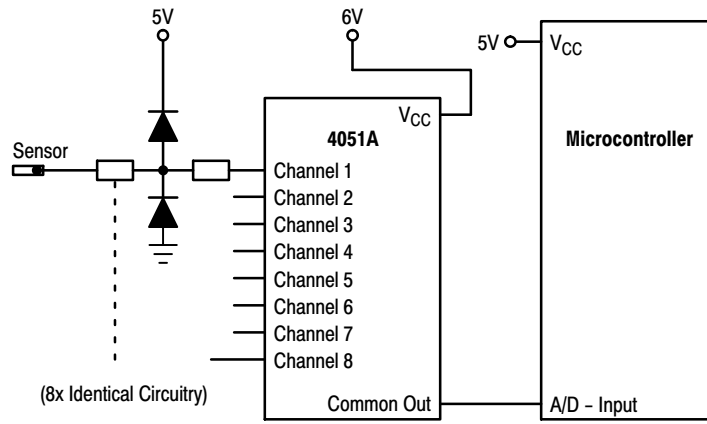 5V
6V
5V
VCC
VCC
4051A
Microcontroller
Sensor
Channel 1
Channel 2
Channel 3
Channel 4
Channel 5
Channel 6
Channel 7
Channel 8
(8x Identical Circuitry)
Common Out
A/D – Input